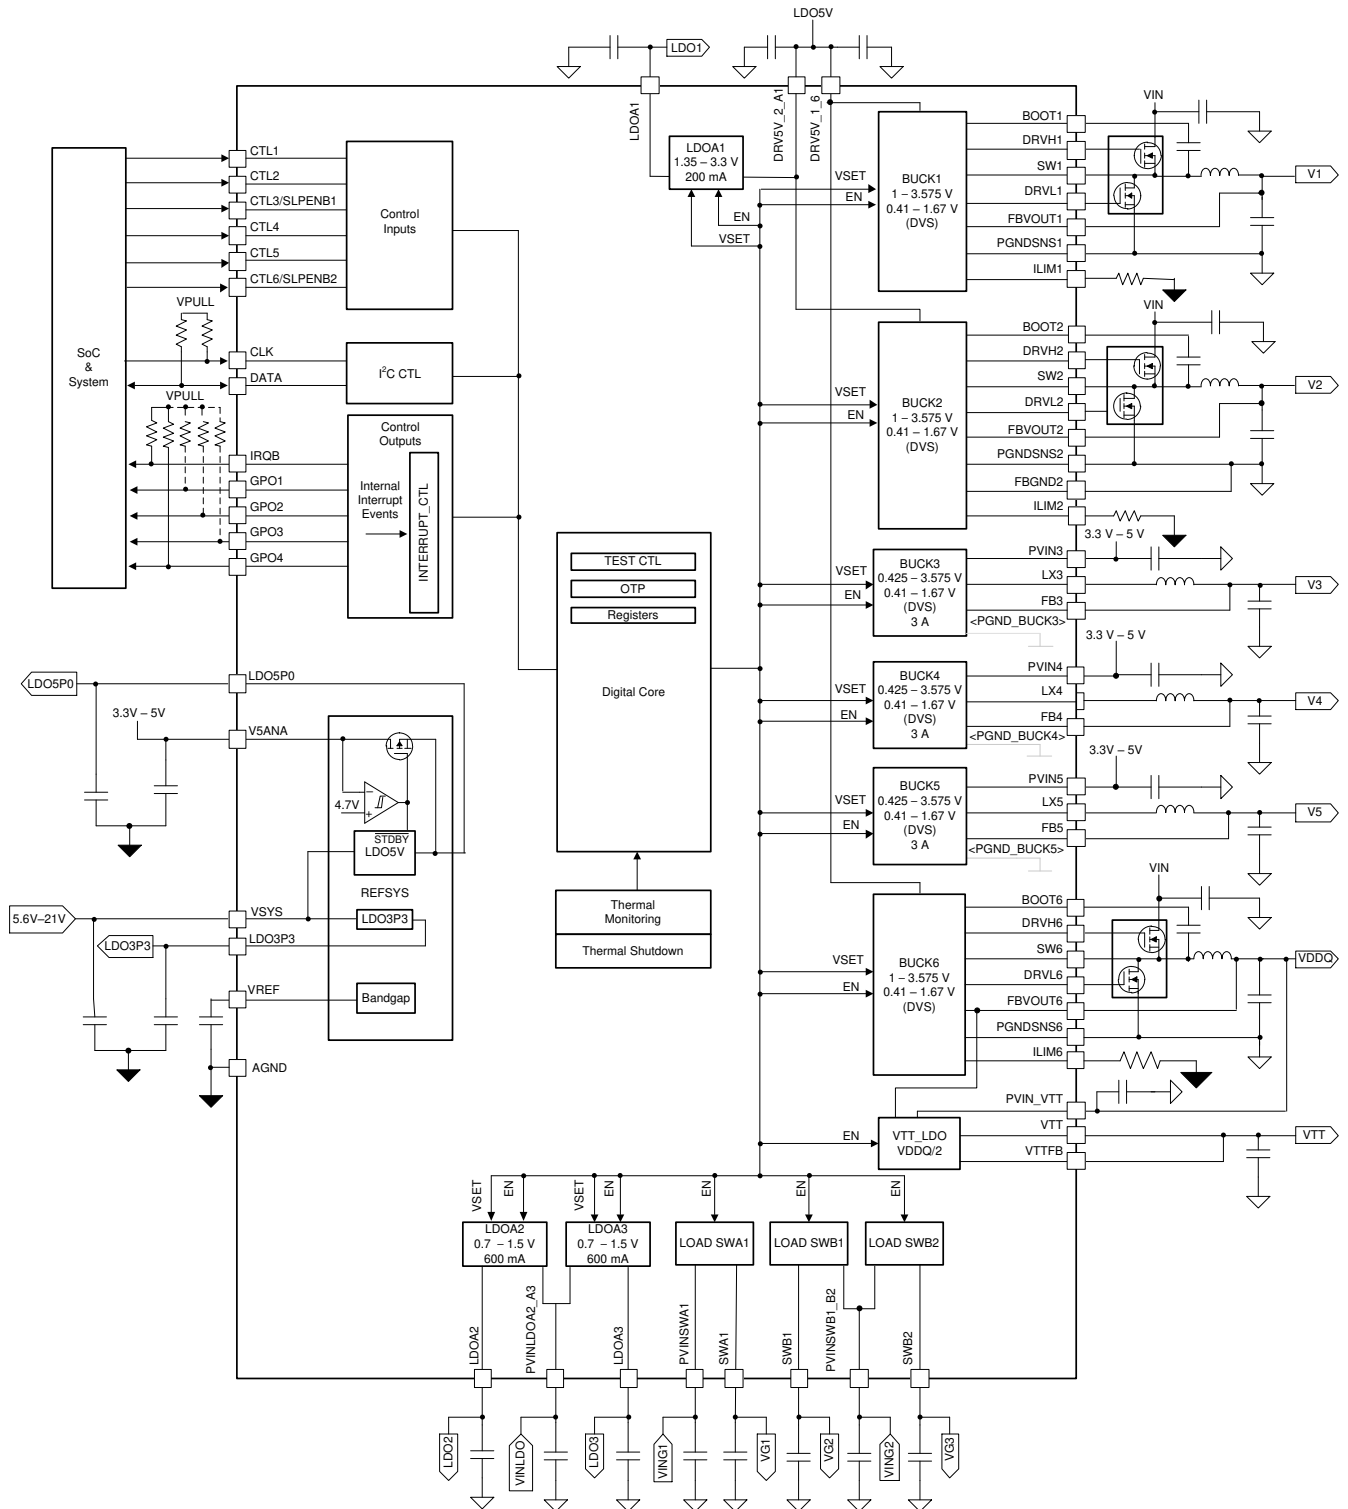 LDO5V
LDO1
LDOA1
DRV5V_2_A1
DRV5V_1_6
LDOA1
1.35 – 3.3 V
200 mA
EN
VSET
SoC
&
System
CTL1
CTL2
CTL3/SLPENB1
CTL4
CTL5
CTL6/SLPENB2
Control
Inputs
VPULL
CLK
DATA
I²C CTL
VPULL
IRQB
GPO1
GPO2
GPO3
GPO4
Control
Outputs
Internal
Interrupt
Events
INTERRUPT_CTL
TEST CTL
OTP
Registers
Digital Core
Thermal
Monitoring
Thermal Shutdown
LDO5P0
LDO5P0
3.3V – 5V
V5ANA
4.7V
STDBY
LDO5V
REFSYS
5.6V–21V
VSYS
LDO3P3
LDO3P3
LDO3P3
VREF
Bandgap
AGND
VSET
EN
BUCK1
1 – 3.575 V
0.41 – 1.67 V
(DVS)
BOOT1
DRVH1
SW1
DRVL1
FBVOUT1
PGNDSNS1
ILIM1
VIN
V1
VSET
EN
BUCK2
1 – 3.575 V
0.41 – 1.67 V
(DVS)
BOOT2
DRVH2
SW2
DRVL2
FBVOUT2
PGNDSNS2
FBGND2
ILIM2
VIN
V2
VSET
EN
BUCK3
0.425 – 3.575 V
0.41 – 1.67 V
(DVS)
3 A
3.3 V – 5 V
PVIN3
LX3
FB3
<PGND_BUCK3>
V3
VSET
EN
BUCK4
0.425 – 3.575 V
0.41 – 1.67 V
(DVS)
3 A
3.3 V – 5 V
PVIN4
LX4
FB4
<PGND_BUCK4>
V4
VSET
EN
BUCK5
0.425 – 3.575 V
0.41 – 1.67 V
(DVS)
3 A
3.3V – 5V
PVIN5
LX5
FB5
<PGND_BUCK5>
V5
VSET
EN
BUCK6
1 – 3.575 V
0.41 – 1.67 V
(DVS)
BOOT6
DRVH6
SW6
DRVL6
FBVOUT6
PGNDSNS6
ILIM6
VIN
VDDQ
EN
VTT_LDO
VDDQ/2
PVIN_VTT
VTT
VTTFB
VTT
VSET
EN
VSET
EN
EN
EN
EN
LDOA2
0.7 – 1.5 V
600 mA
LDOA3
0.7 – 1.5 V
600 mA
LOAD SWA1
LOAD SWB1
LOAD SWB2
LDOA2
PVINLDOA2_A3
LDOA3
PVINSWA1
SWA1
SWB1
PVINSWB1_B2
SWB2
LDO2
VINLDO
LDO3
VING1
VG1
VG2
VING2
VG3